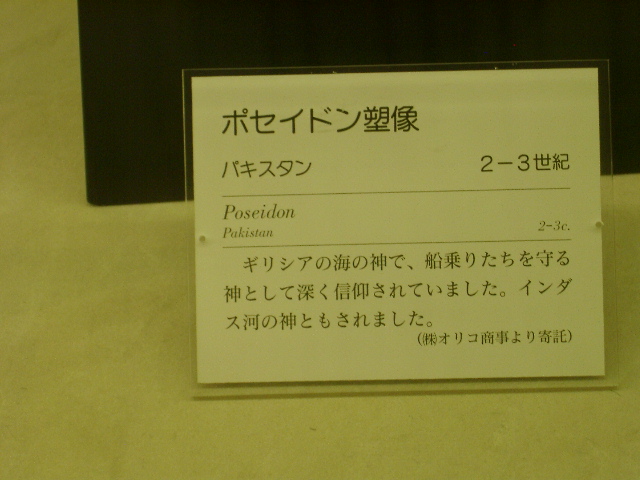 ポセイドン塑像
パキスタン 2－3世紀
Poseidon
Pakistan 2-3c.
ギリシアの海の神で、船乗りたちを守る
神として深く信仰されていました。インダ
ス河の神ともされました。
(㈱オリコ商事より寄託)